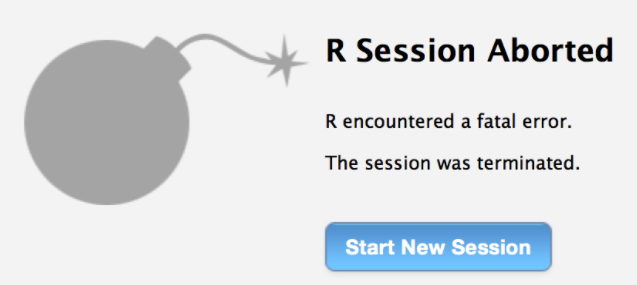 R Session Aborted
R encountered a fatal error.
The session was terminated.
Start New Session